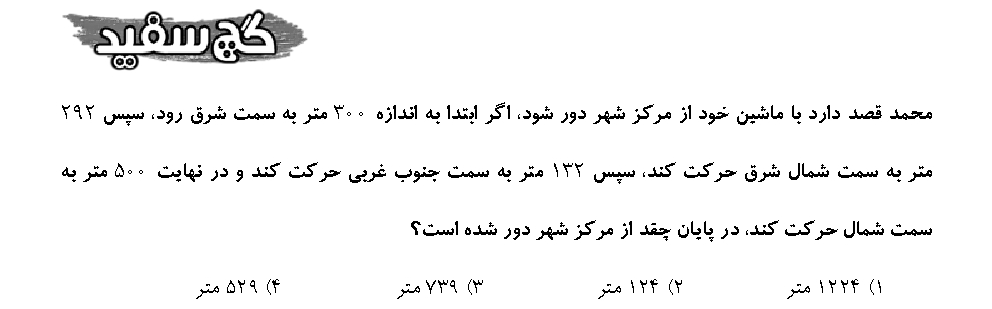 گچ سفید
محمد قصد دارد با ماشین خود از مرکز شهر دور شود، اگر ابتدا به اندازه ۳۰۰ متر به سمت شرق رود، سپس ۲۹۲
متر به سمت شمال شرق حرکت کند، سپس ۱۳۲ متر به سمت جنوب غربی حرکت کند و در نهایت ۵۰۰ متر به
سمت شمال حرکت کند، در پایان چقد از مرکز شهر دور شده است؟
۱) ۱۲۲۴ متر ۲) ۱۲۴ متر ۳) ۷۳۹ متر ۴) ۵۲۹ متر